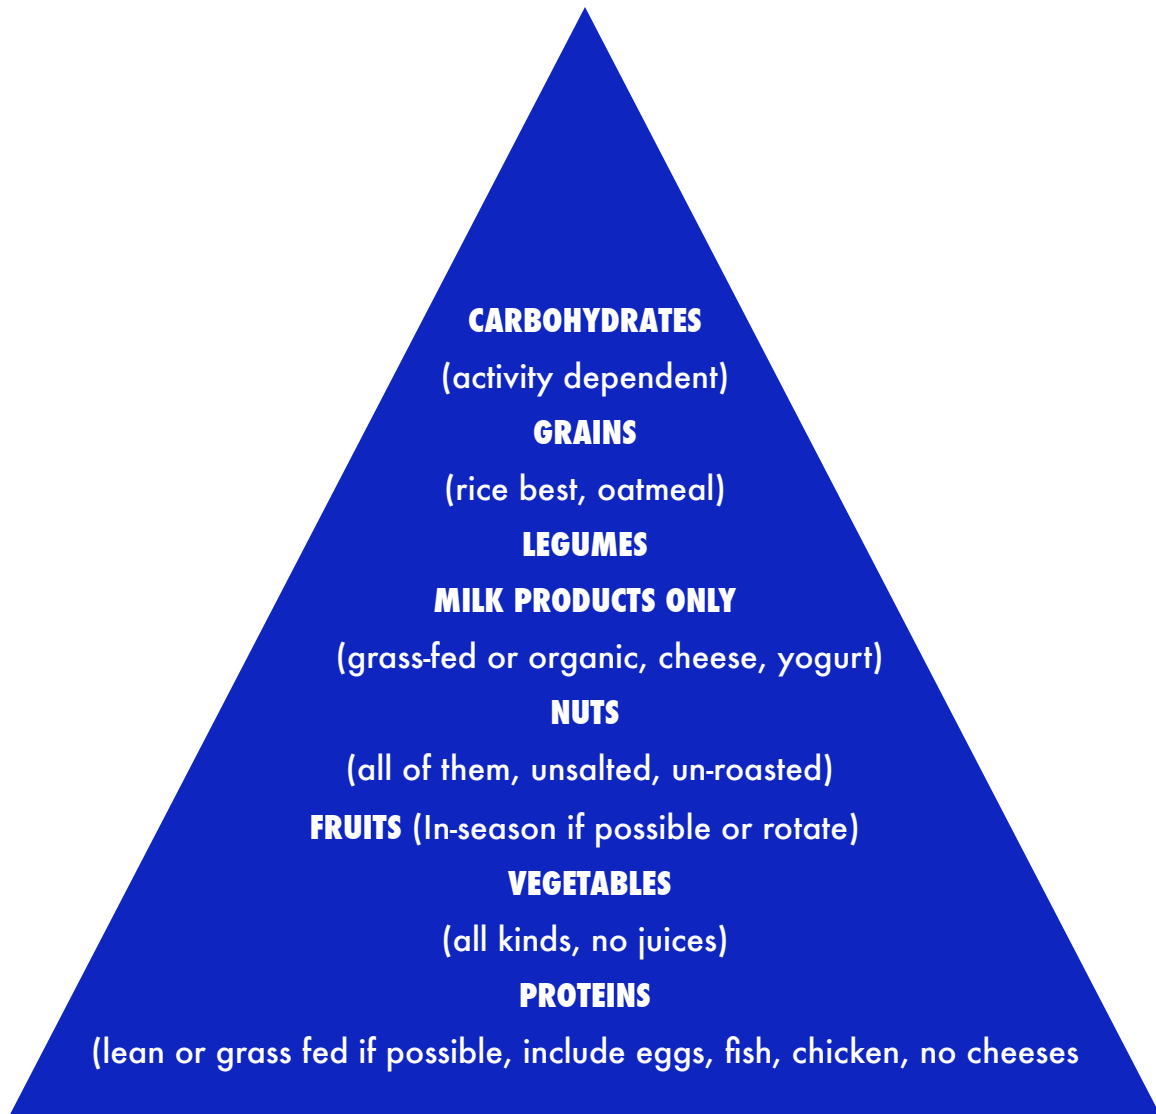 CARBOHYDRATES
(activity dependent)
GRAINS
(rice best, oatmeal)
LEGUMES
MILK PRODUCTS ONLY
(grass-fed or organic, cheese, yogurt)
NUTS
(all of them, unsalted, un-roasted)
FRUITS (In-season if possible or rotate)
VEGETABLES
(all kinds, no juices)
PROTEINS
(lean or grass fed if possible, include eggs, fish, chicken, no cheeses